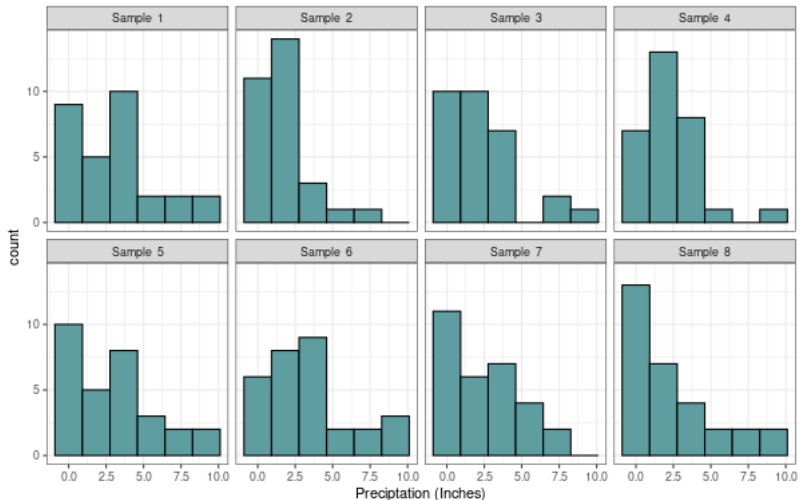 Sample 1
Sample 2
Sample 3
Sample 4
10
5
0
Sample 5
Sample 6
Sample 7
Sample 8
10
5
0
count
0.0 2.5 5.0 7.5 10.0
0.0 2.5 5.0 7.5 10.0
0.0 2.5 5.0 7.5 10.0
0.0 2.5 5.0 7.5 10.0
Preciptation (Inches)